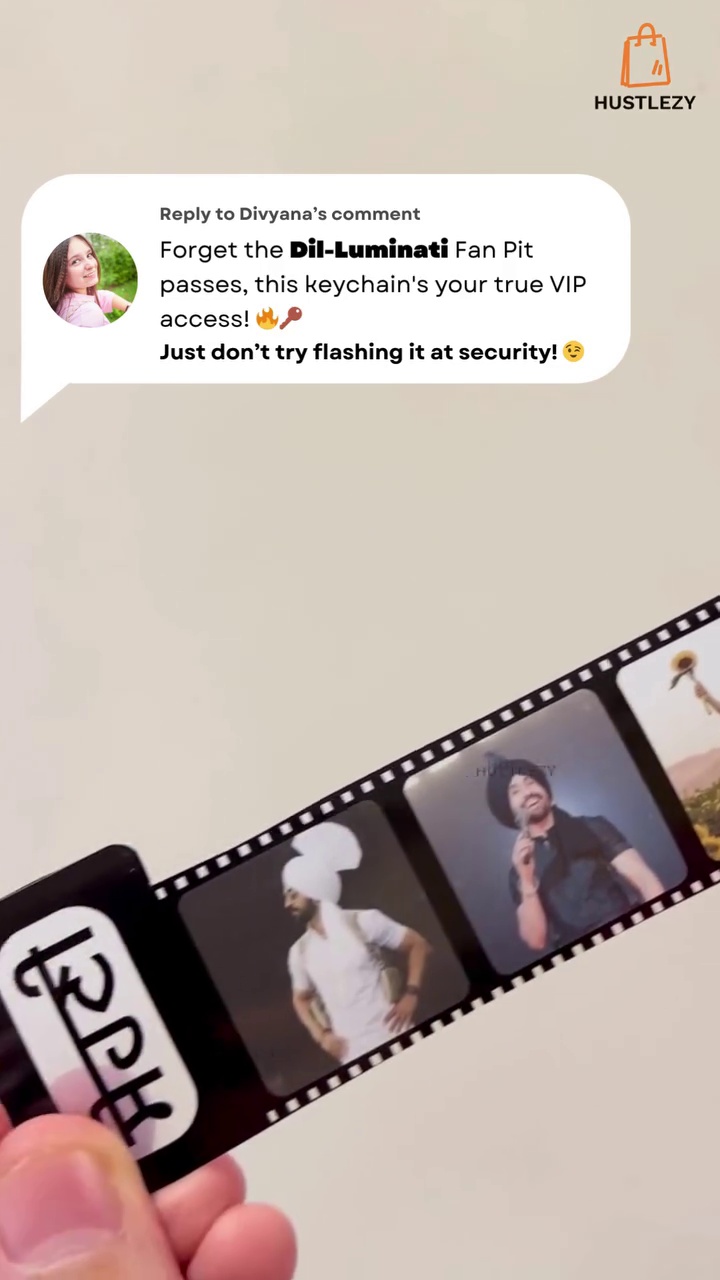 HUSTLEZY
Reply to Divyana’s comment
Forget the Dil-Luminati Fan Pit
passes, this keychain's your true VIP
access! 🔥🔑
Just don’t try flashing it at security! 😉
HUSTLEZY